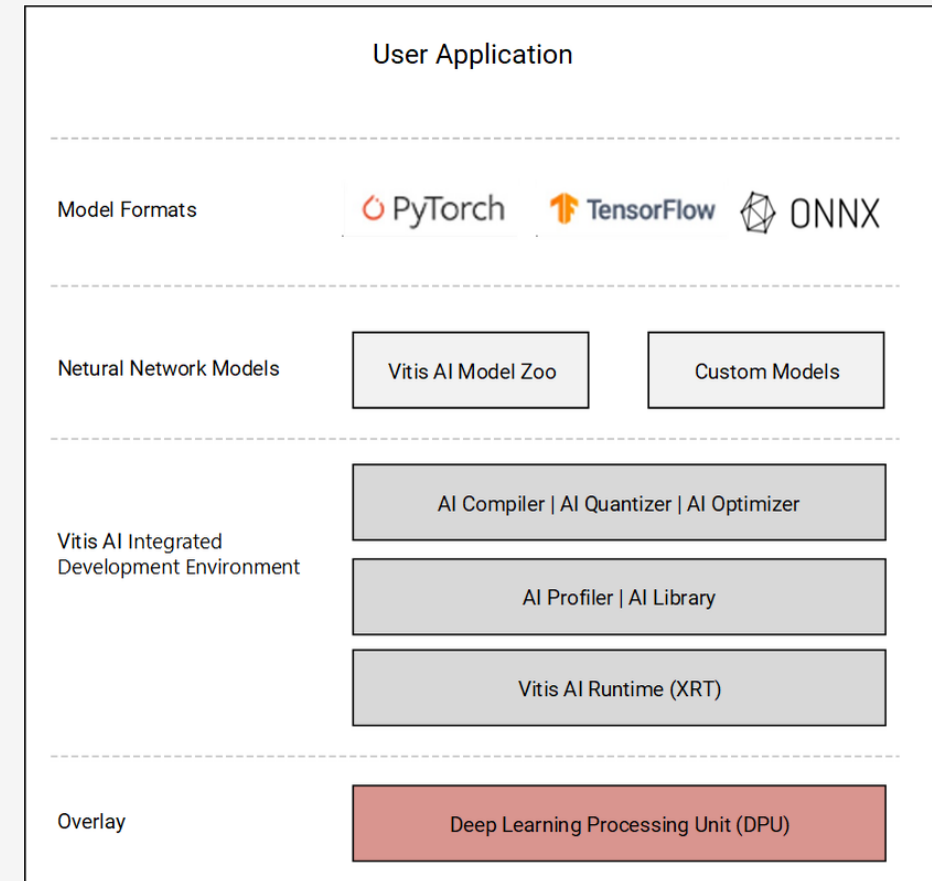 User Application
Model Formats
PyTorch
TensorFlow
ONNX
Netural Network Models
Vitis AI Model Zoo
Custom Models
AI Compiler | AI Quantizer | AI Optimizer
Vitis AI Integrated
Development Environment
AI Profiler | AI Library
Vitis AI Runtime (XRT)
Overlay
Deep Learning Processing Unit (DPU)